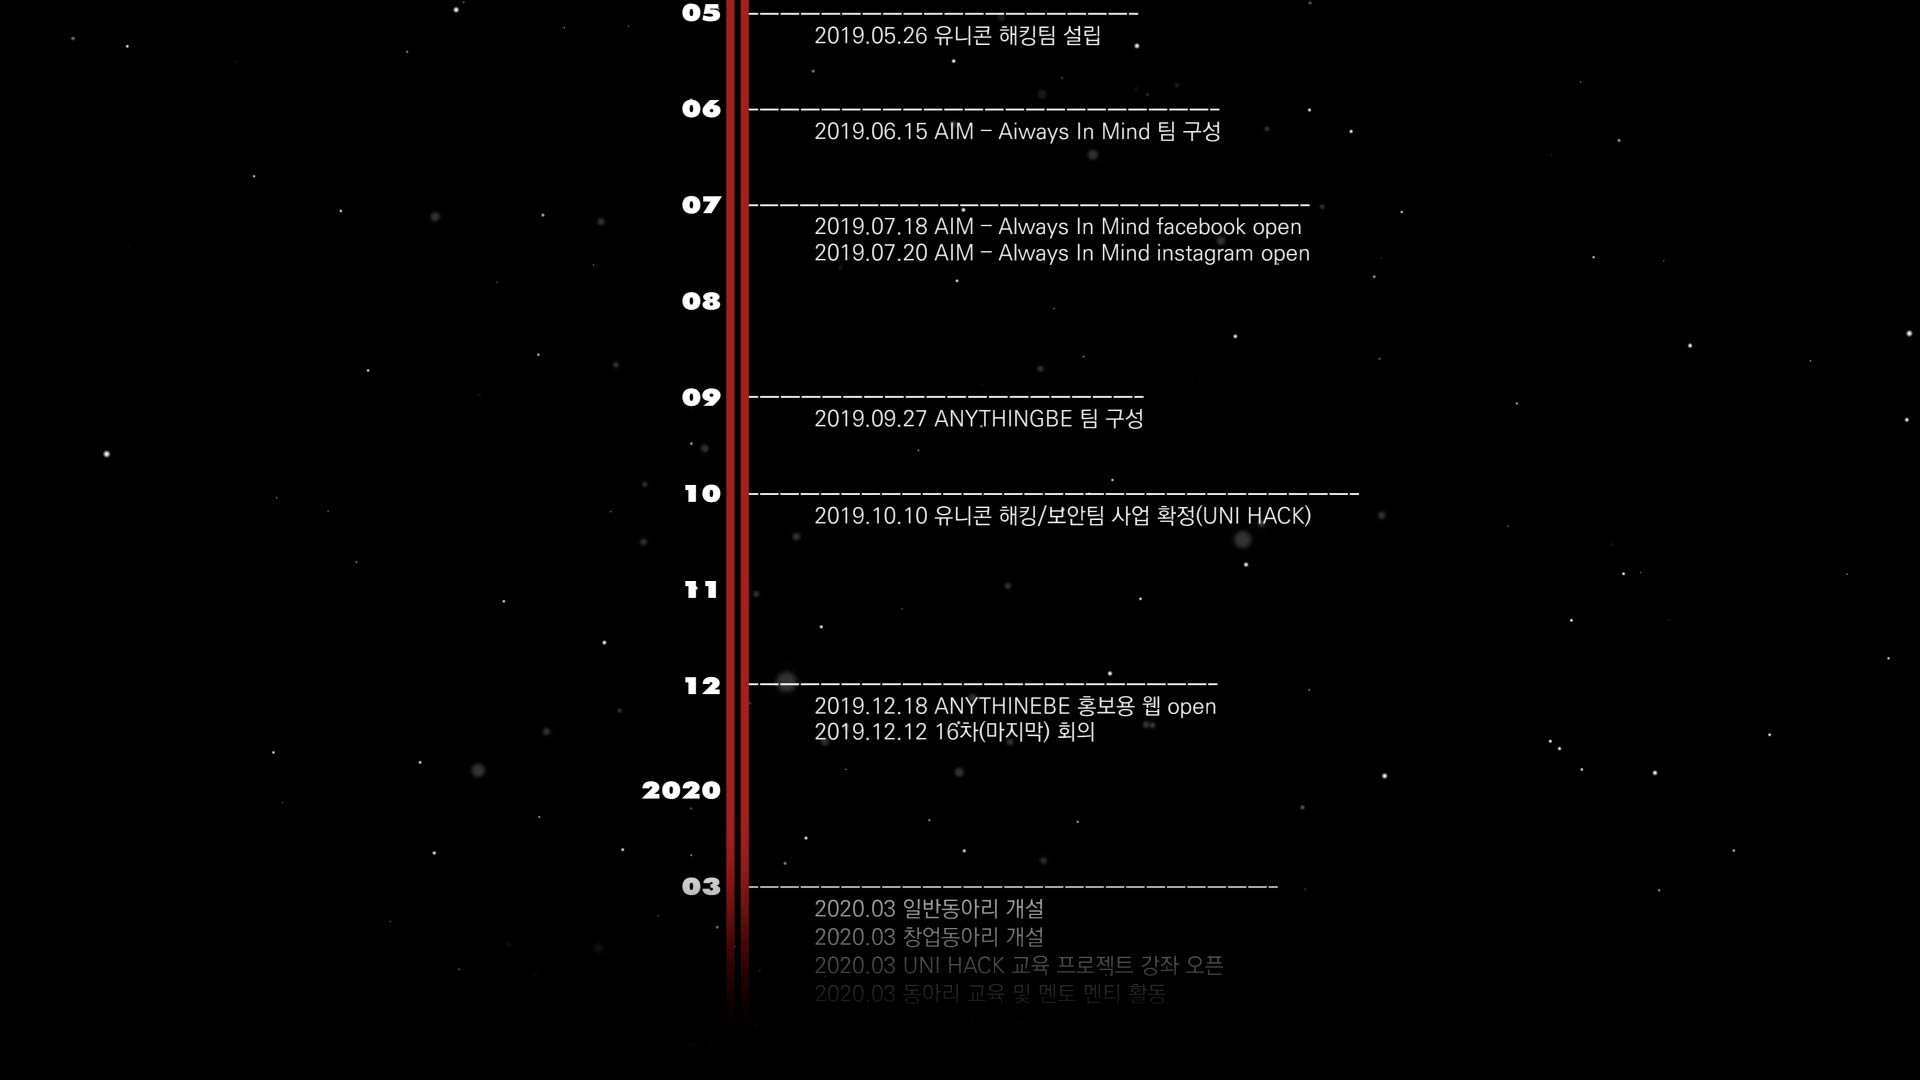 05
2019.05.26 유니콘 해킹팀 설립
06
2019.06.15 AIM - Aiways In Mind 팀 구성
07
2019.07.18 AIM - Always In Mind facebook open
2019.07.20 AIM - Always In Mind instagram open
08
09
2019.09.27 ANYTHINGBE 팀 구성
10
2019.10.10 유니콘 해킹/보안팀 사업 확정(UNI HACK)
11
12
2019.12.18 ANYTHINEBE 홍보용 웹 open
2019.12.12 16차(마지막) 회의
2020
03
2020.03 일반동아리 개설
2020.03 창업동아리 개설
2020.03 UNI HACK 교육 프로젝트 강좌 오픈
2020.03 동아리 교육 및 멘토 멘티 활동